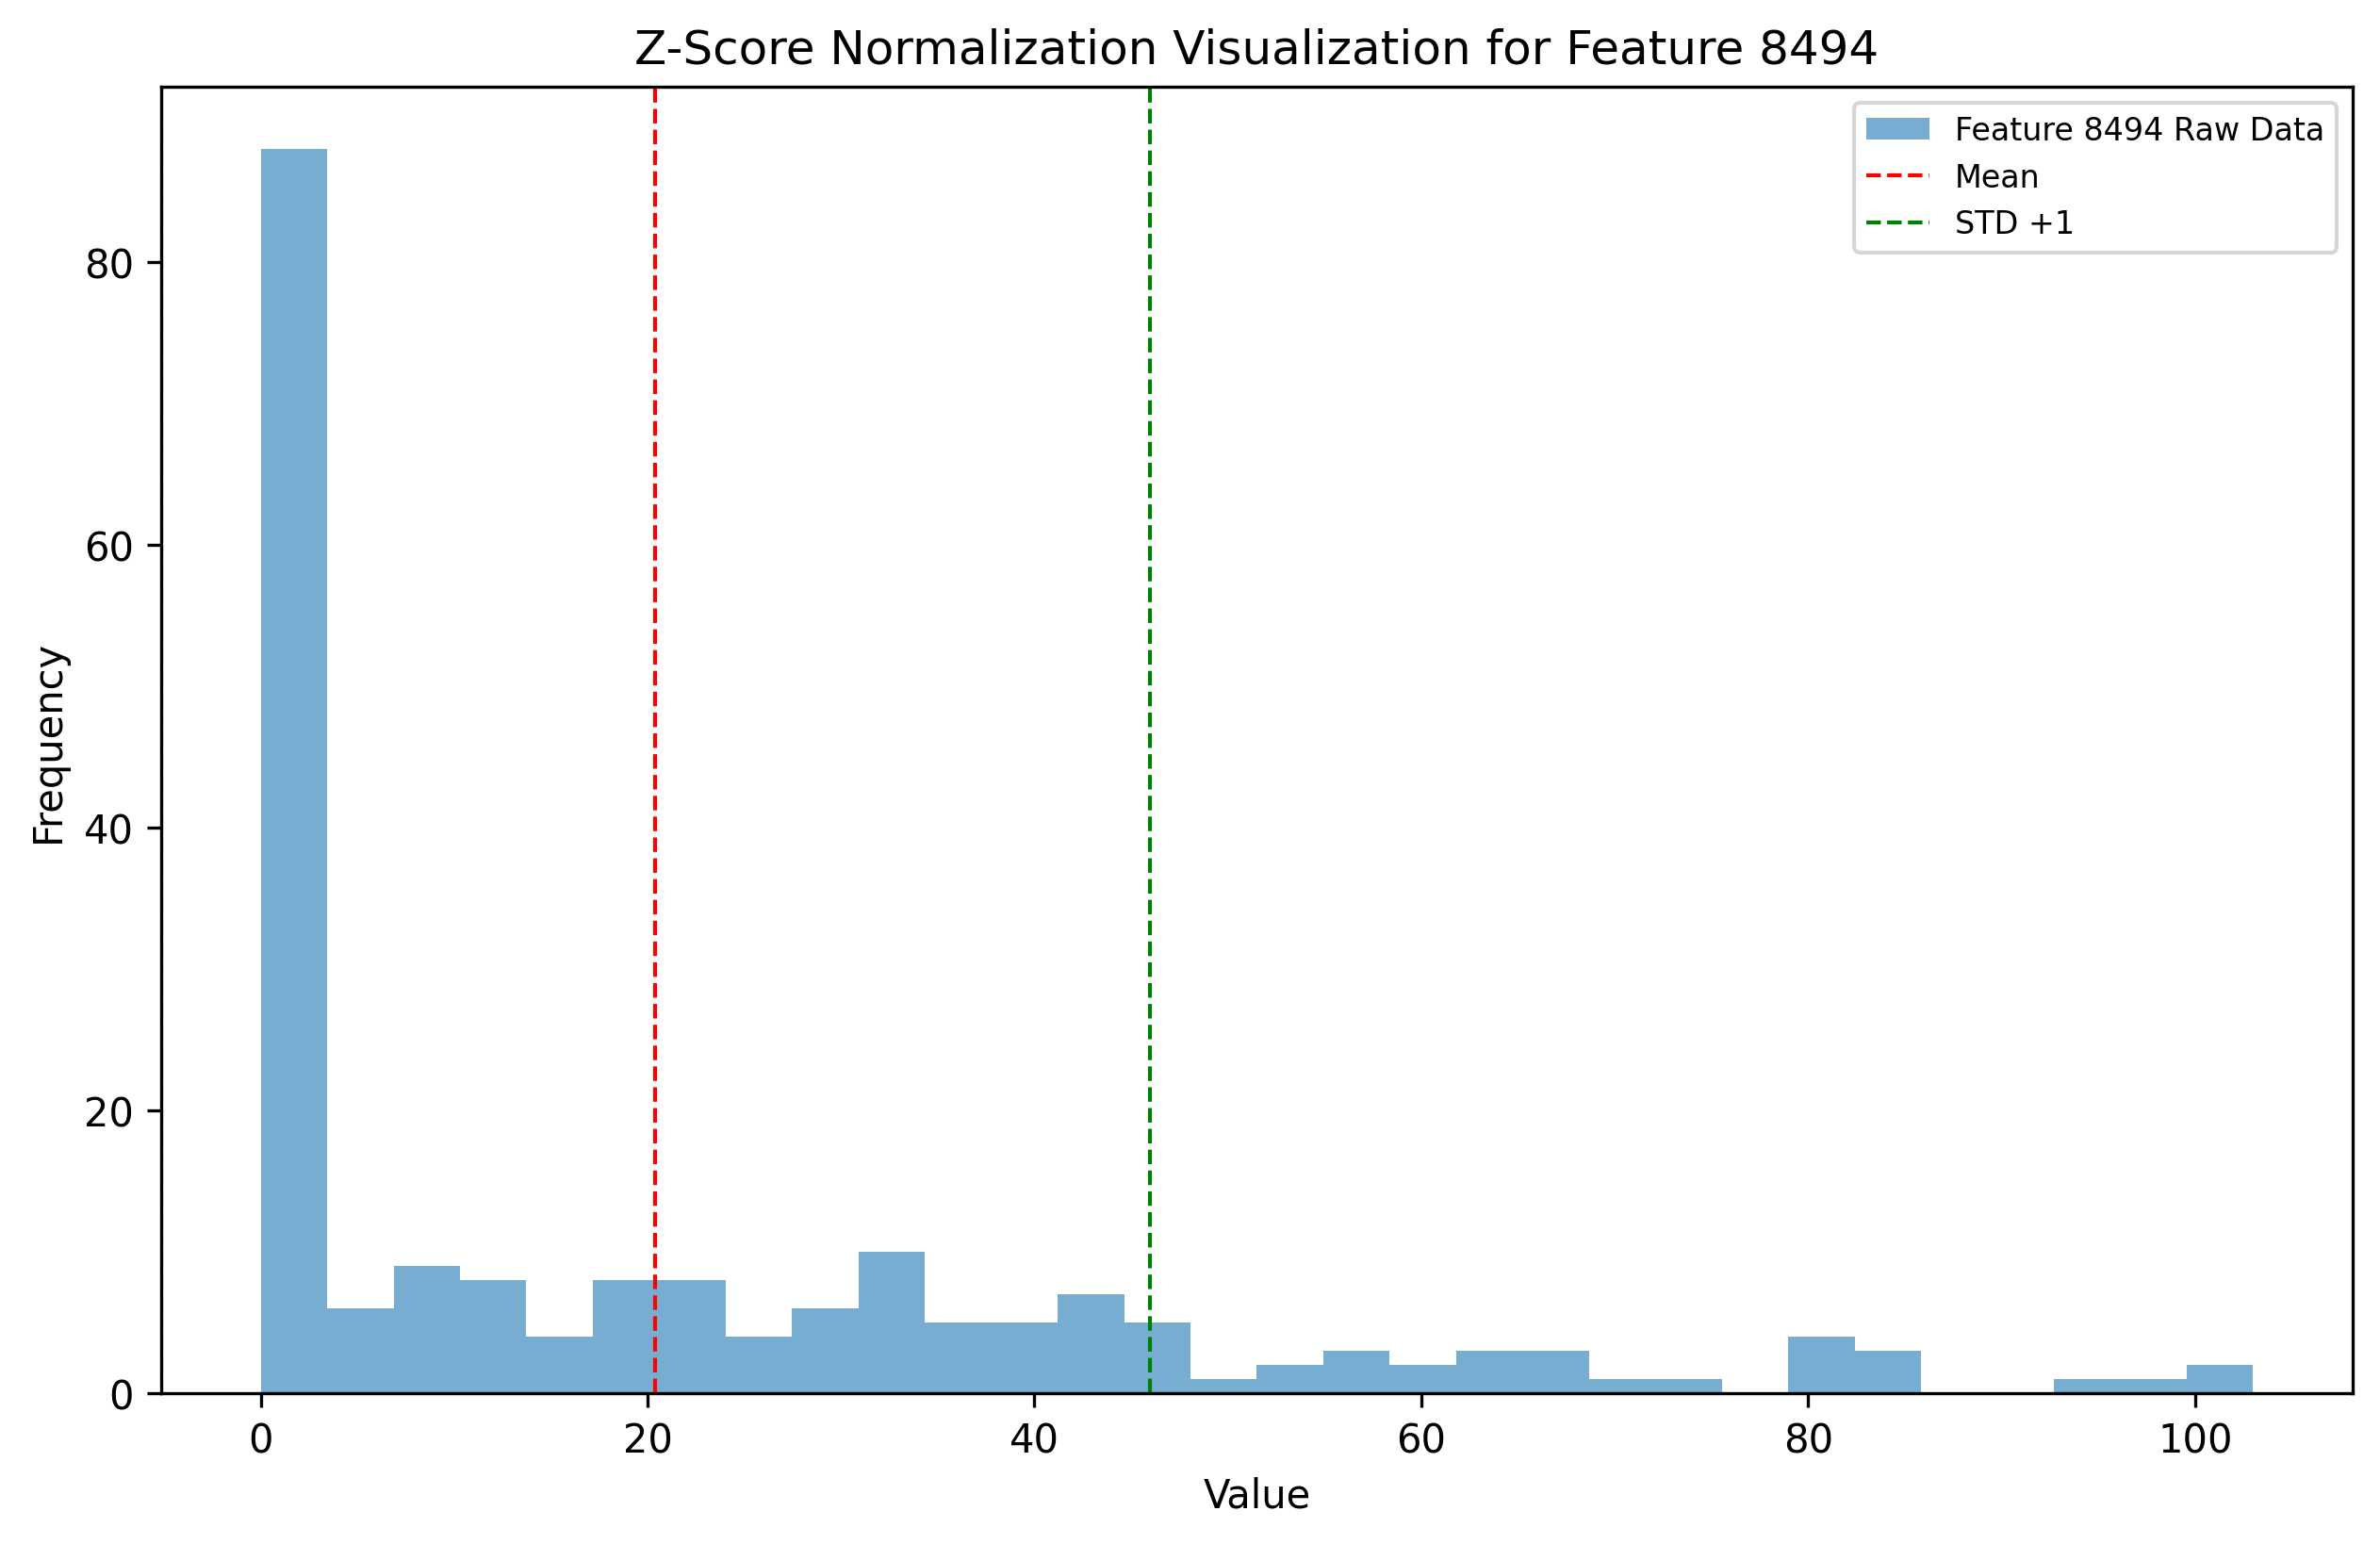 Z-Score Normalization Visualization for Feature 8494
Feature 8494 Raw Data
Mean
STD +1
Frequency
80
60
40
20
0
0 20 40 60 80 100
Value